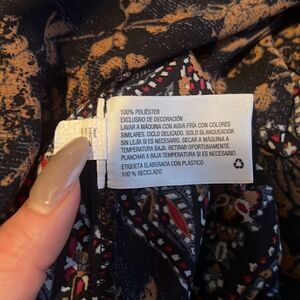 100% POLIÉSTER
EXCLUSIVO DE DECORACIÓN
LAVAR A MÁQUINA CON AGUA FRÍA CON COLORES
SIMILARES. CICLO DELICADO. SOLO BLANQUEADOR
SIN LEJÍA SI ES NECESARIO. SECAR A MÁQUINA A
TEMPERATURA BAJA, RETIRAR OPORTUNAMENTE.
PLANCHAR A BAJA TEMPERATURA SI ES NECESARIO.
ETIQUETA ELABORADA CON PLÁSTICO
100 % RECICLADO